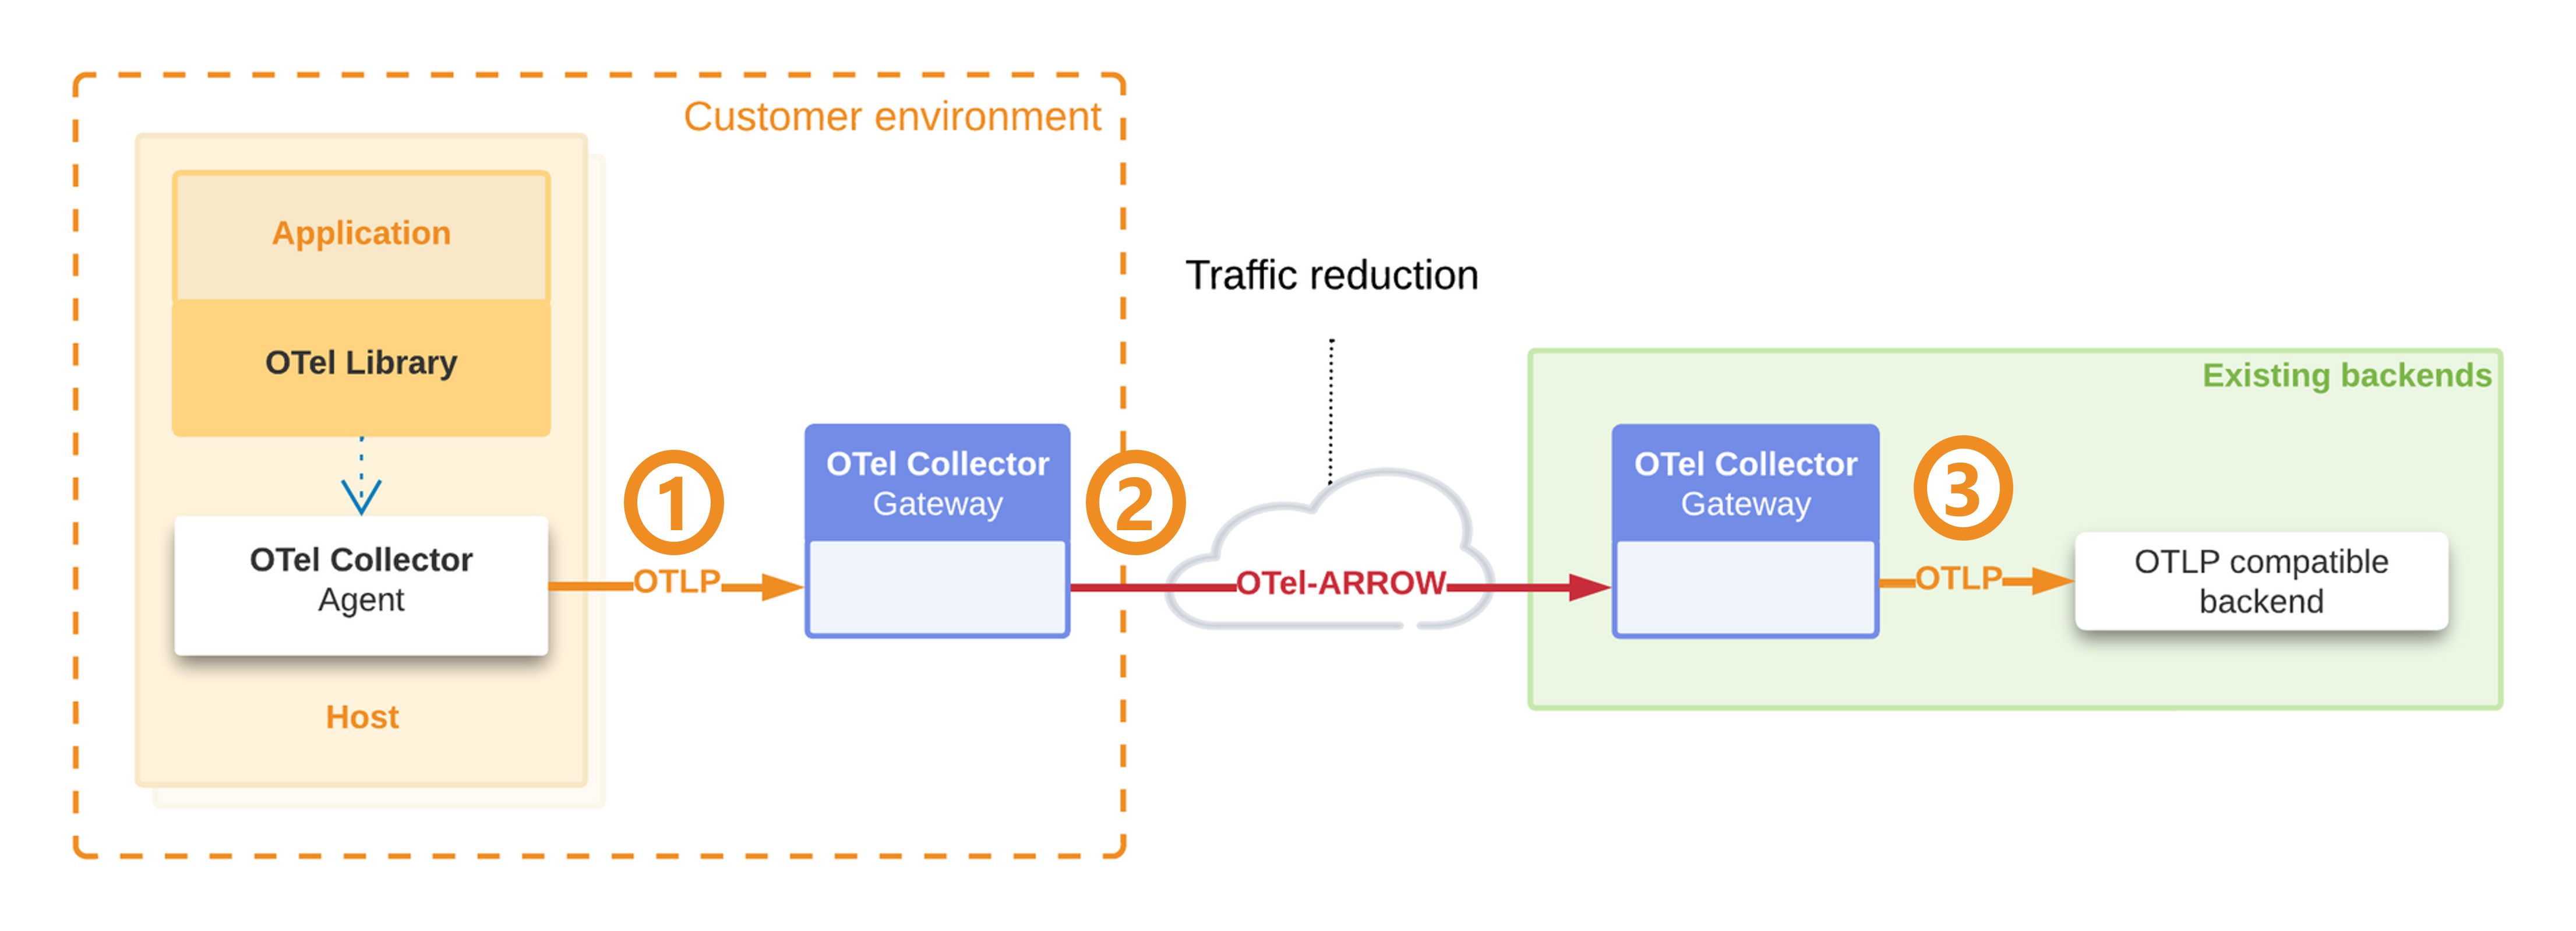 Customer environment
Application
OTel Library
OTel Collector
Agent
Host
1
OTLP
OTel Collector
Gateway
2
Traffic reduction
OTel-ARROW
Existing backends
OTel Collector
Gateway
3
OTLP
OTLP compatible
backend